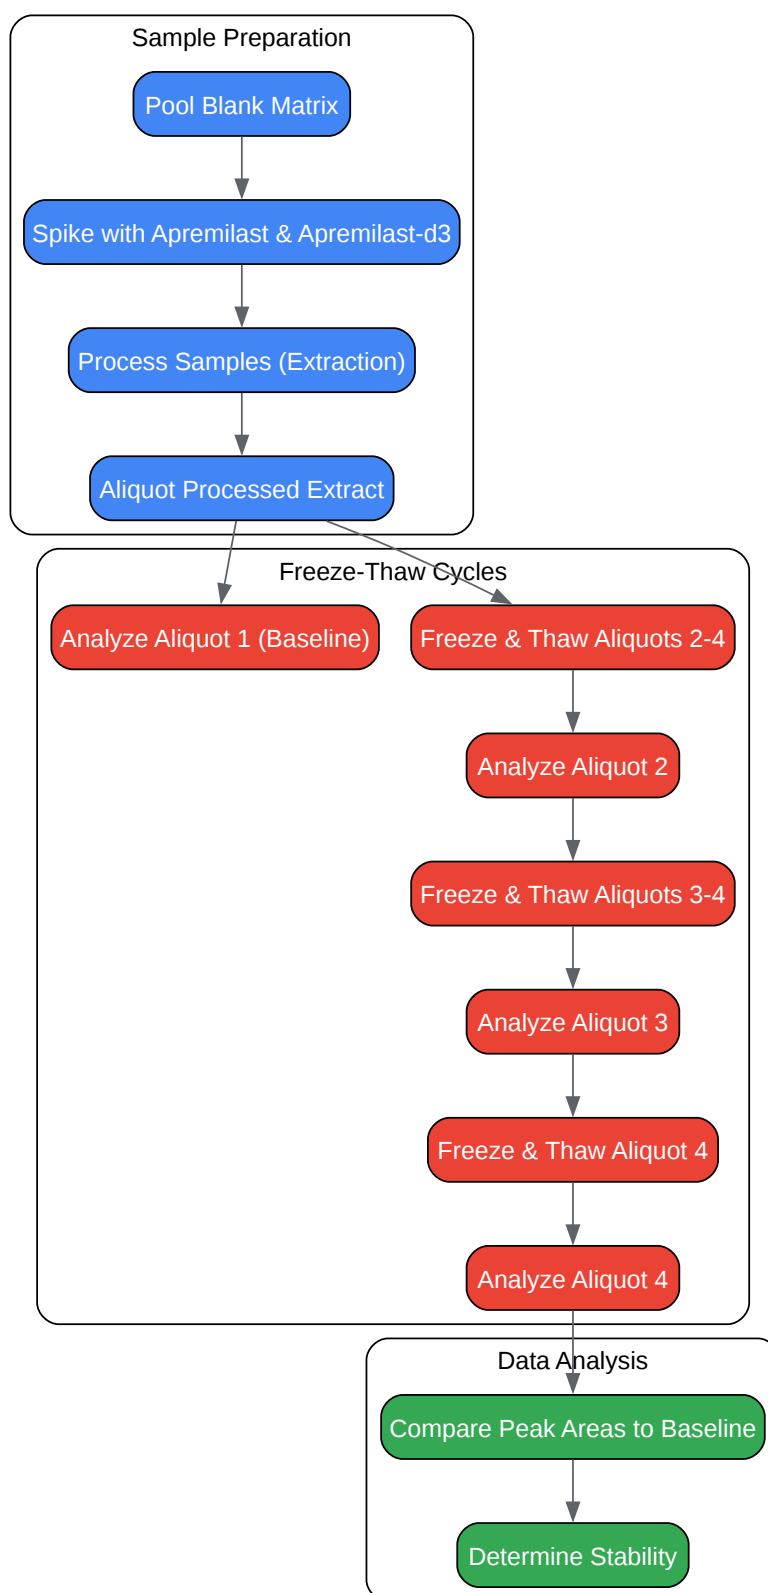 Sample Preparation
Pool Blank Matrix
Spike with Apremilast & Apremilast-d3
Process Samples (Extraction)
Aliquot Processed Extract
Freeze-Thaw Cycles
Analyze Aliquot 1 (Baseline)
Freeze & Thaw Aliquots 2-4
Analyze Aliquot 2
Freeze & Thaw Aliquots 3-4
Analyze Aliquot 3
Freeze & Thaw Aliquot 4
Analyze Aliquot 4
Data Analysis
Compare Peak Areas to Baseline
Determine Stability